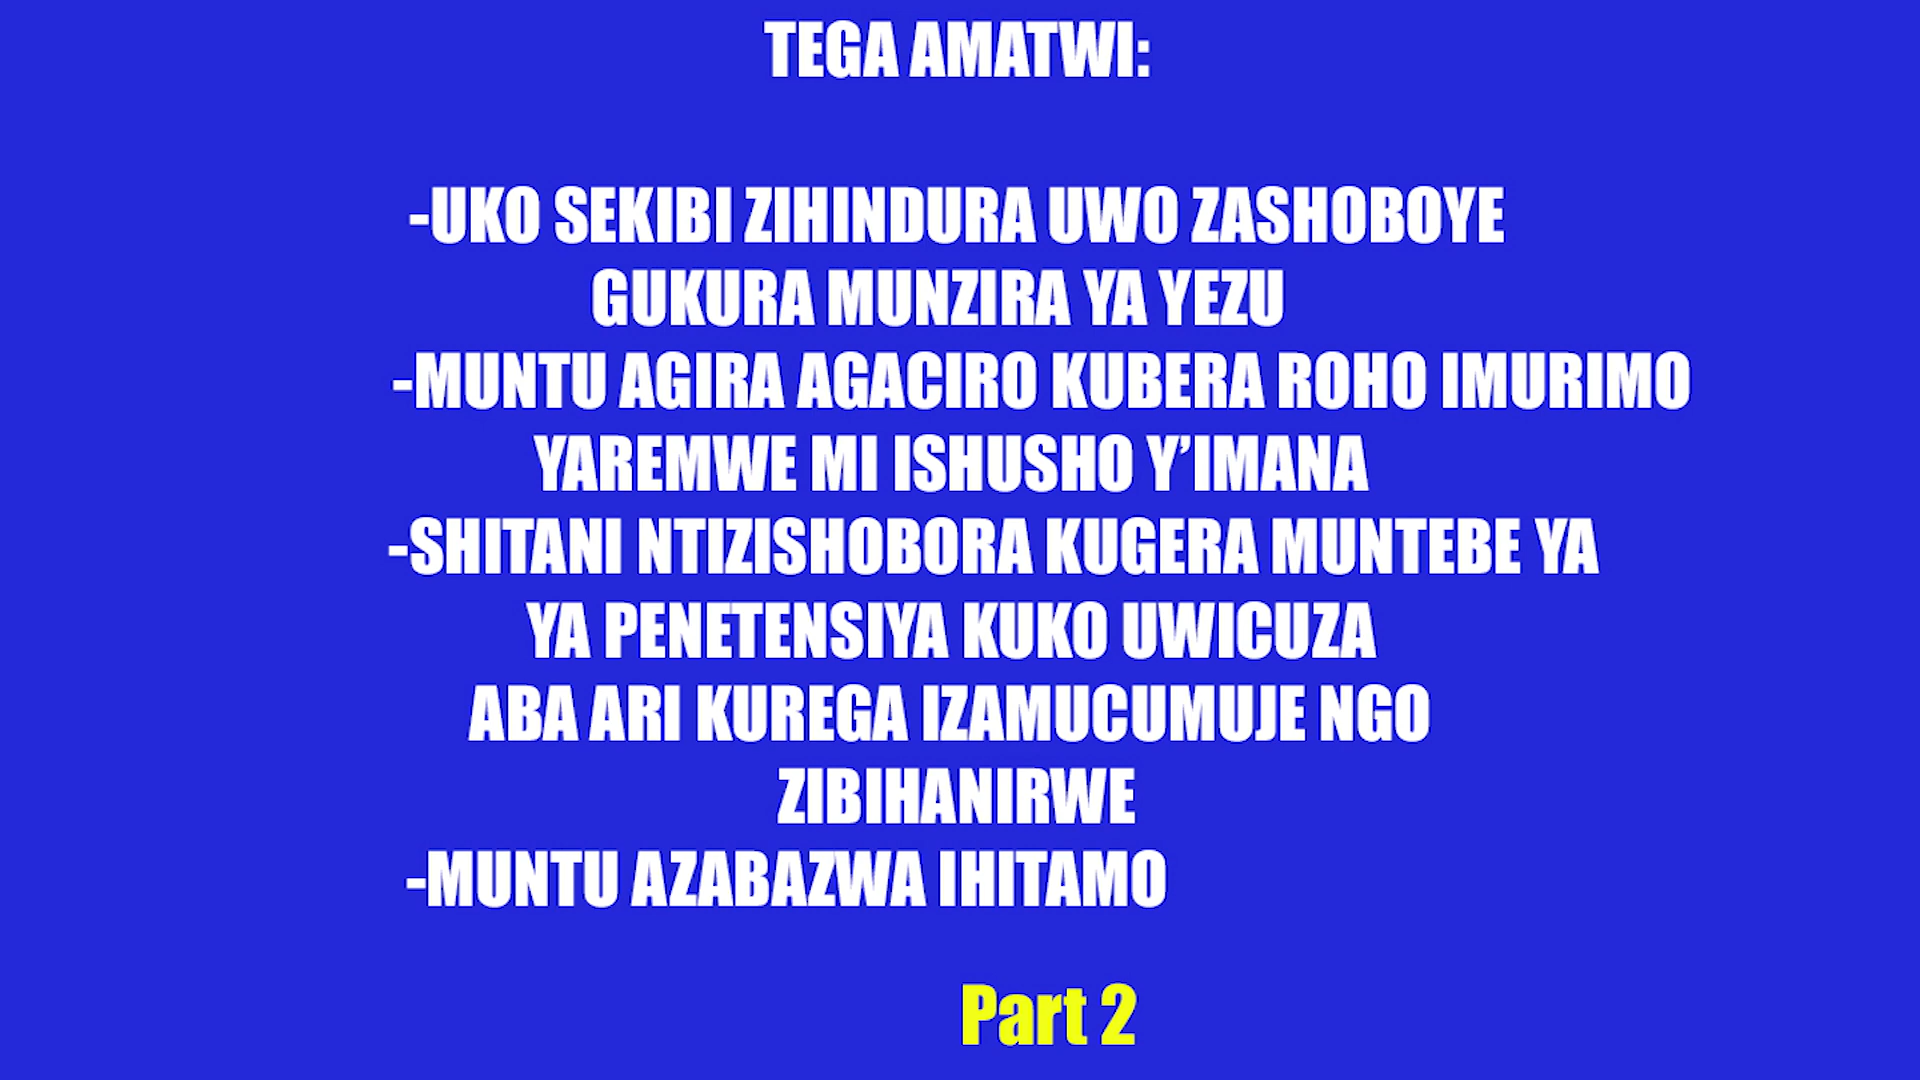 TEGA AMATWI:
-UKO SEKIBI ZIHINDURA UWO ZASHOBOYE
GUKURA MUNZIRA YA YEZU
-MUNTU AGIRA AGACIRO KUBERA ROHO IMURIMO
YAREMWE MI ISHUSHO Y’IMANA
-SHITANI NTIZISHOBORA KUGERA MUNTEBE YA
YA PENETENSIYA KUKO UWICUZA
ABA ARI KUREGA IZAMUCUMUJE NGO
ZIBIHANIRWE
-MUNTU AZABAZWA IHITAMO
Part 2